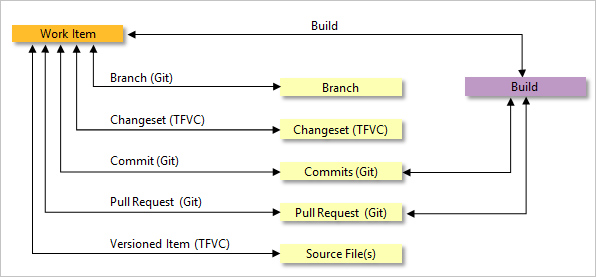 Build
Work Item
Build
Branch (Git)
Branch
Changeset (TFVC)
Changeset (TFVC)
Commit (Git)
Commits (Git)
Pull Request (Git)
Pull Request (Git)
Versioned Item (TFVC)
Source File(s)